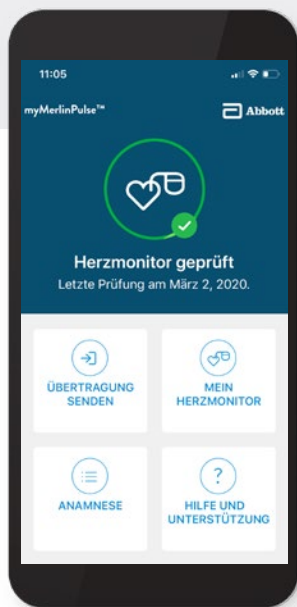 11:05
myMerlinPulse™
Abbott
Herzmonitor geprüft
Letzte Prüfung am März 2, 2020.
ÜBERTRAGUNG
SENDEN
MEIN
HERZMONITOR
ANAMNESE
HILFE UND
UNTERSTÜTZUNG